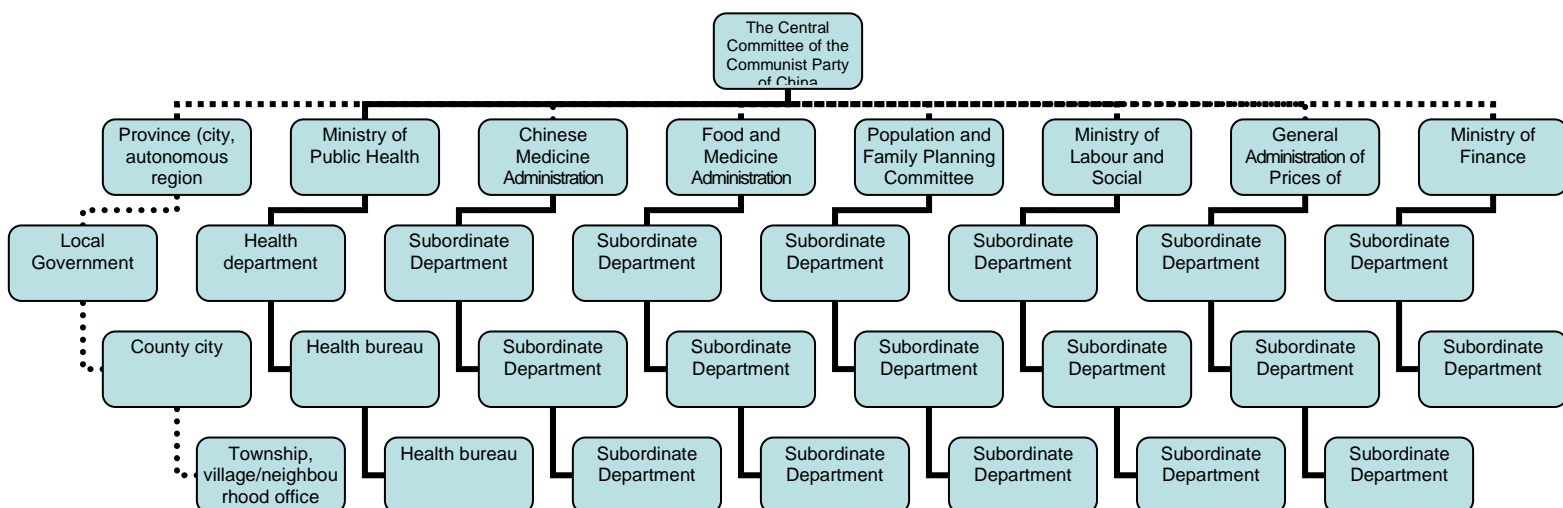 The Central
Committee of the
Communist Party
of China
Province (city,
autonomous
region
Ministry of
Public Health
Chinese
Medicine
Administration
Food and
Medicine
Administration
Population and
Family Planning
Committee
Ministry of
Labour and
Social
General
Administration of
Prices of
Ministry of
Finance
Local
Government
Health
department
Subordinate
Department
Subordinate
Department
Subordinate
Department
Subordinate
Department
Subordinate
Department
Subordinate
Department
County city
Health bureau
Subordinate
Department
Subordinate
Department
Subordinate
Department
Subordinate
Department
Subordinate
Department
Subordinate
Department
Township,
village/neighbou
rhood office
Health bureau
Subordinate
Department
Subordinate
Department
Subordinate
Department
Subordinate
Department
Subordinate
Department